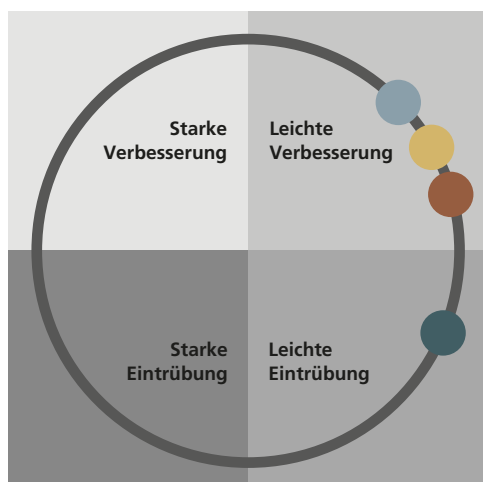 Starke
Verbesserung
Leichte
Verbesserung
Starke
Eintrübung
Leichte
Eintrübung